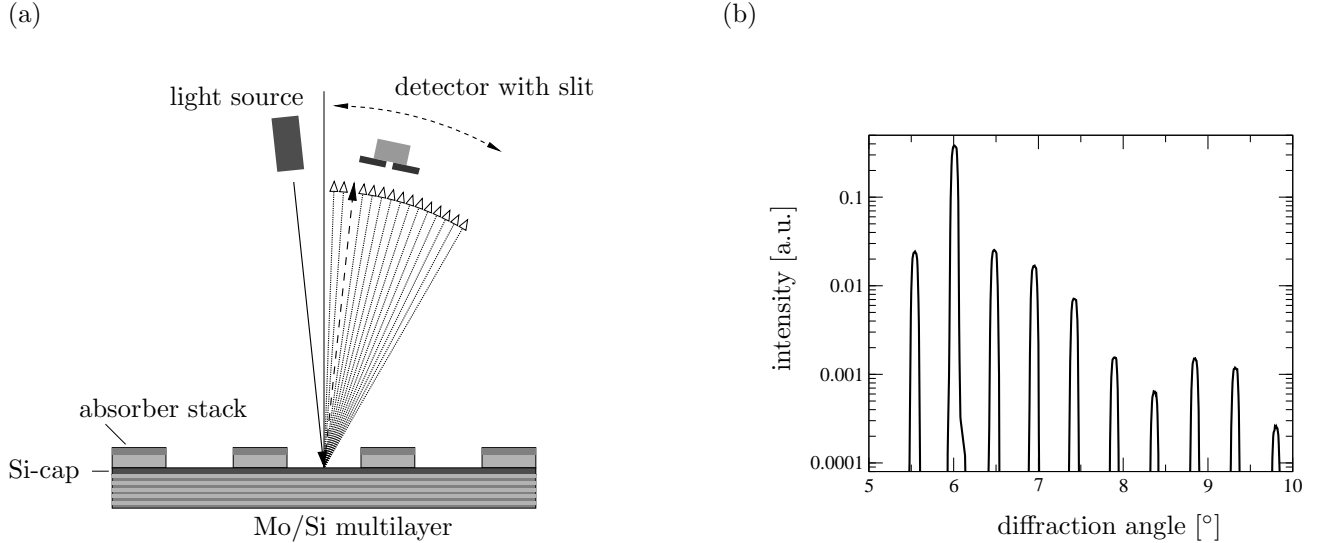 (a)
(b)
detector with slit
light source
absorber stack
Si-cap
Mo/Si multilayer
intensity [a.u.]
0.1
0.01
0.001
0.0001
5
6
7
8
9
10
diffraction angle [°]